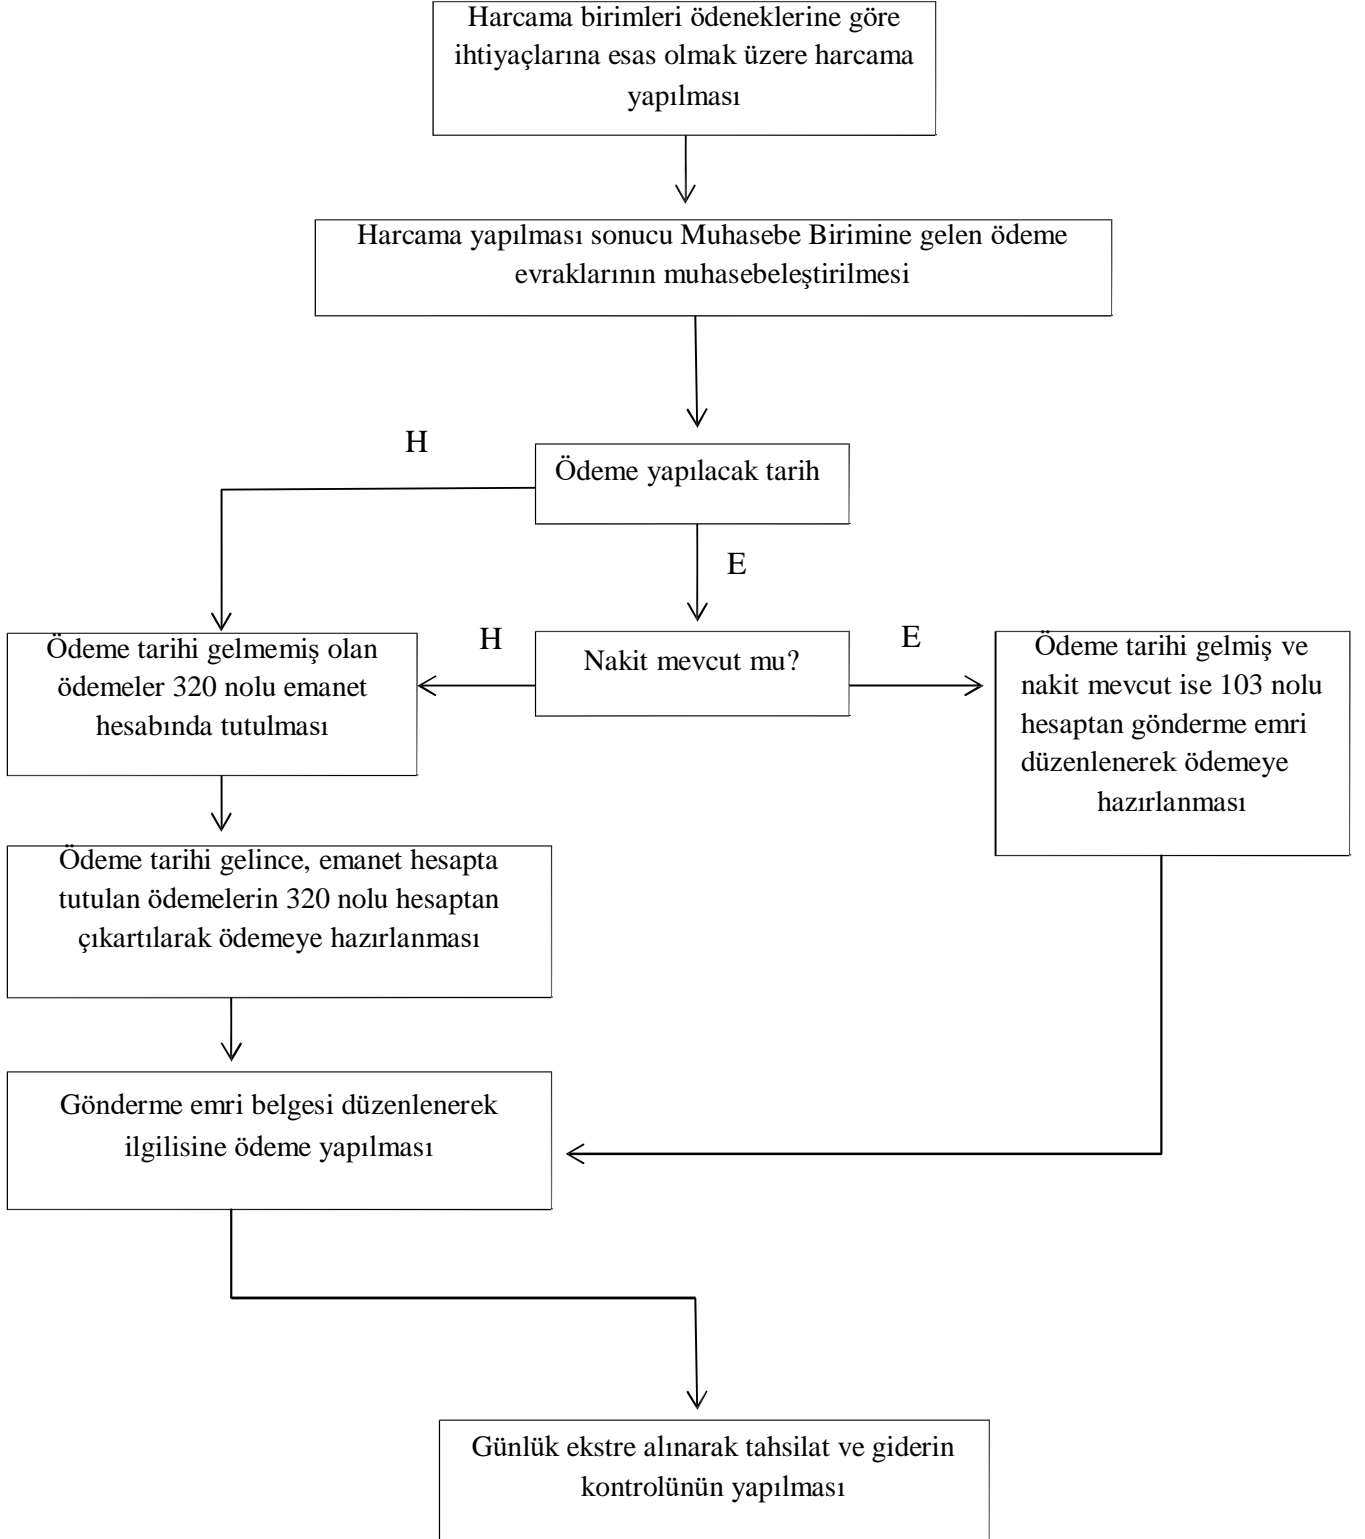 Harcama birimleri ödeneklerine göre
ihtiyaçlarına esas olmak üzere harcama
yapılması
Harcama yapılması sonucu Muhasebe Birimine gelen ödeme
evraklarının muhasebeleştirilmesi
H
Ödeme yapılacak tarih
E
Ödeme tarihi gelmemiş olan
ödemeler 320 nolu emanet
hesabında tutulması
H
Nakit mevcut mu?
E
Ödeme tarihi gelmiş ve
nakit mevcut ise 103 nolu
hesaptan gönderme emri
düzenlenerek ödemeye
hazırlanması
Ödeme tarihi gelince, emanet hesapta
tutulan ödemelerin 320 nolu hesaptan
çıkartılarak ödemeye hazırlanması
Gönderme emri belgesi düzenlenerek
ilgilisine ödeme yapılması
Günlük ekstre alınarak tahsilat ve giderin
kontrolünün yapılması